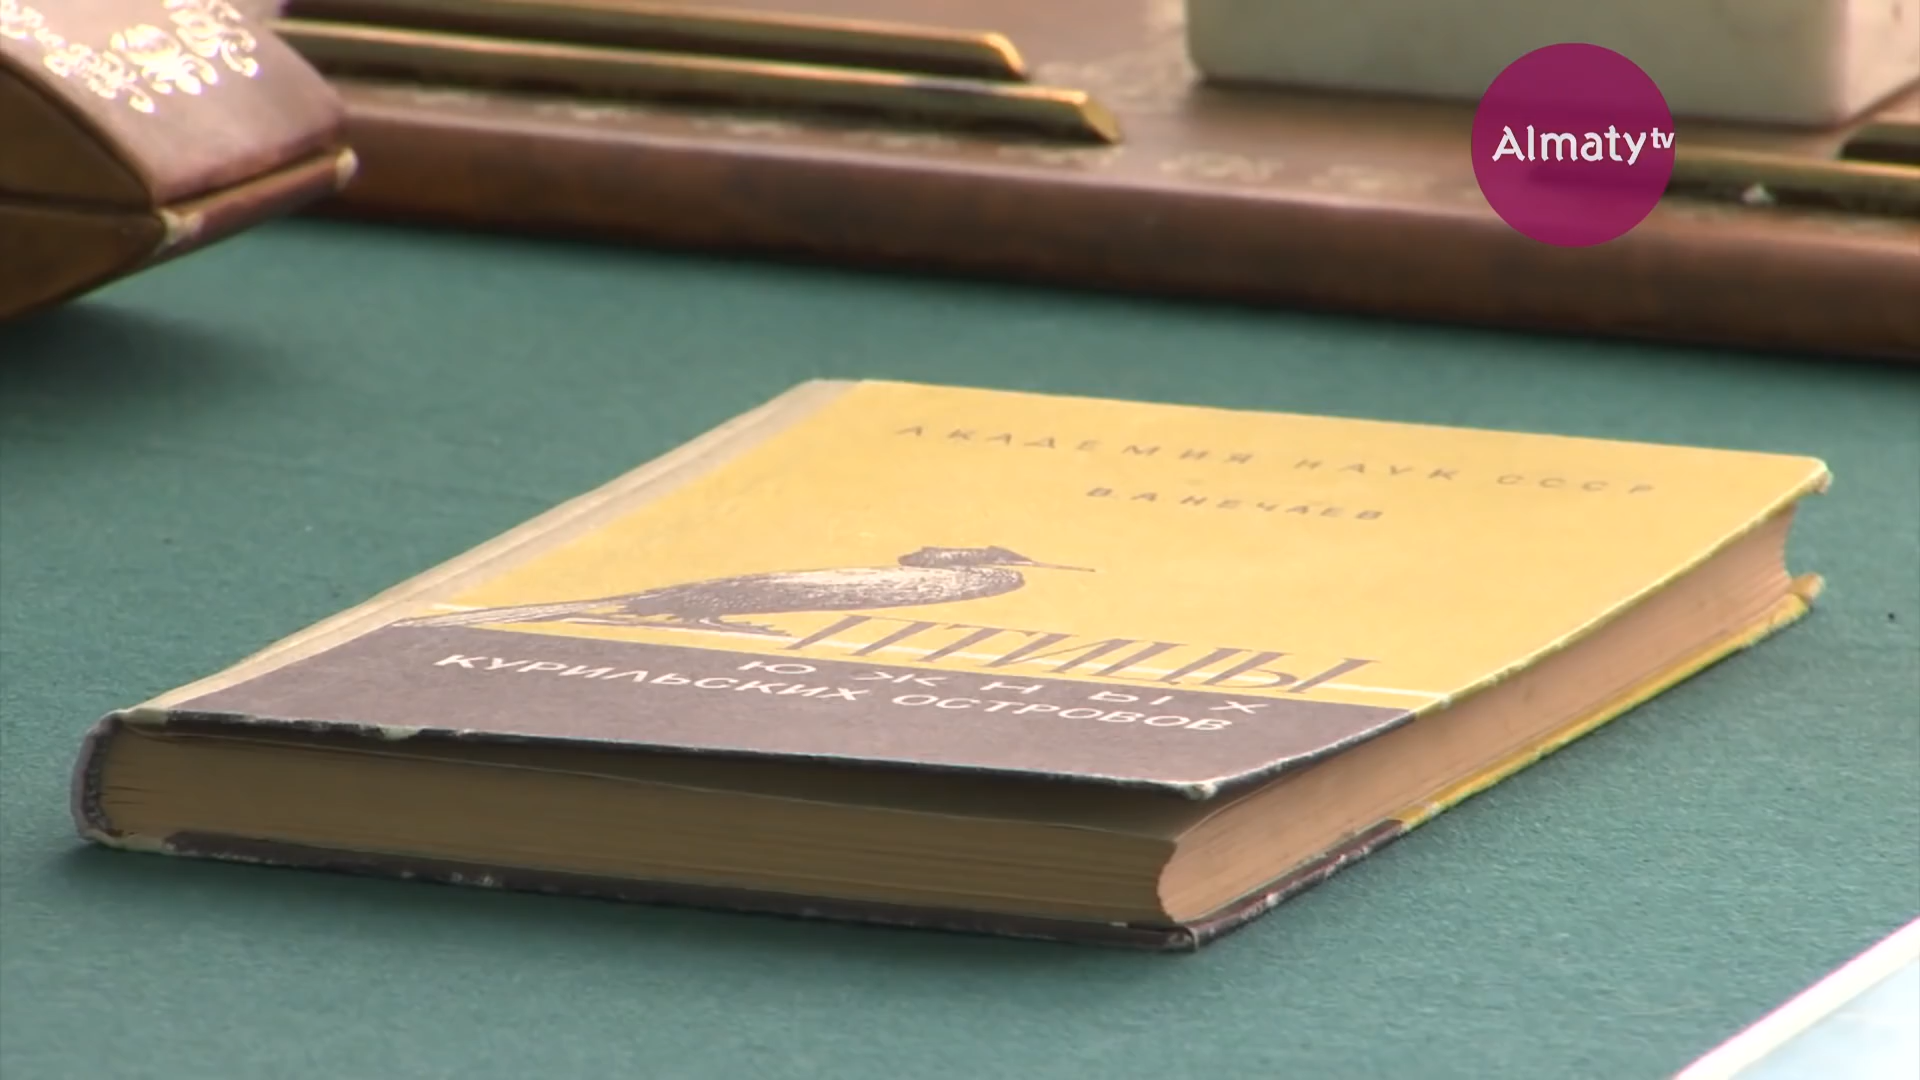 Almaty tv
АКАДЕМИЯ НАУК СССР
В.А.НЕЧАЕВ
ПТИЦЫ
ЮЖНЫХ
КУРИЛЬСКИХ ОСТРОВОВ